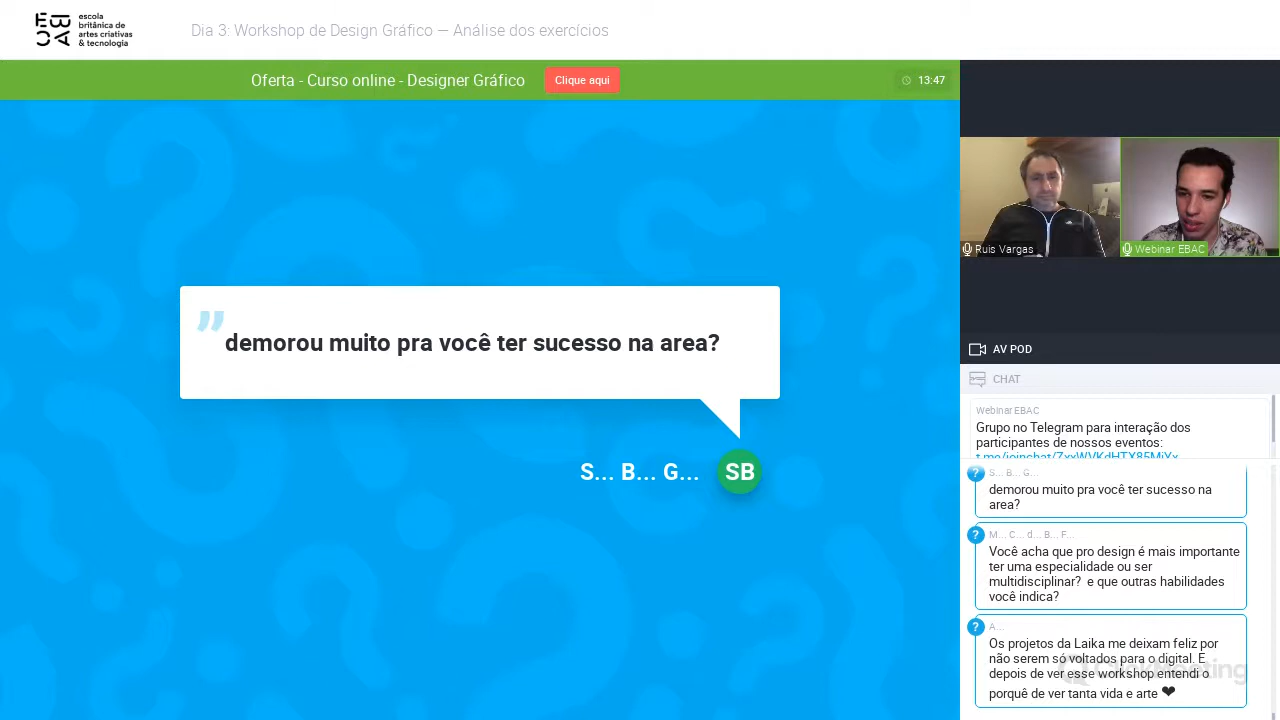 escola
britânica de
artes criativas
& tecnologia
Dia 3: Workshop de Design Gráfico — Análise dos exercícios
Oferta - Curso online - Designer Gráfico
Clique aqui
13:47
demorou muito pra você ter sucesso na area?
S... B... G...
SB
Ruis Vargas
Webinar EBAC
AV POD
CHAT
Webinar EBAC
Grupo no Telegram para interação dos
participantes de nossos eventos:
S... B... G...
demorou muito pra você ter sucesso na
area?
M... C... d... B... F...
Você acha que pro design é mais importante
ter uma especialidade ou ser
multidisciplinar? e que outras habilidades
você indica?
A...
Os projetos da Laika me deixam feliz por
não serem só voltados para o digital. E
depois de ver esse workshop entendi o
porquê de ver tanta vida e arte ❤